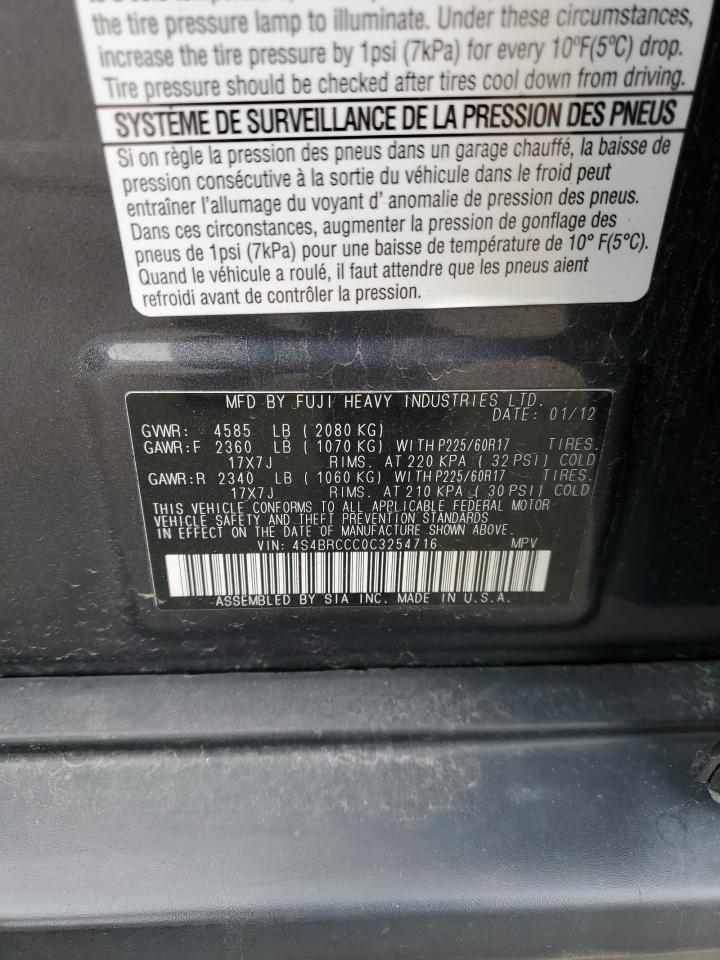 the tire pressure lamp to illuminate. Under these circumstances,
increase the tire pressure by 1psi (7kPa) for every 10°F(5°C) drop.
Tire pressure should be checked after tires cool down from driving.
SYSTÈME DE SURVEILLANCE DE LA PRESSION DES PNEUS
Si on règle la pression des pneus dans un garage chauffé, la baisse de
pression consécutive à la sortie du véhicule dans le froid peut
entraîner l'allumage du voyant d' anomalie de pression des pneus.
Dans ces circonstances, augmenter la pression de gonflage des
pneus de 1psi (7kPa) pour une baisse de température de 10° F(5°C).
Quand le véhicule a roulé, il faut attendre que les pneus aient
refroidi avant de contrôler la pression.
MFD BY FUJI HEAVY INDUSTRIES LTD.
DATE: 01/12
GVWR: 4585 LB (2080 KG)
GAWR:F 2360 LB (1070 KG) WITH P225/60R17 - TIRES.
17X7J RIMS. AT 220 KPA (32 PSI) COLD
GAWR:R 2340 LB (1060 KG) WITH P225/60R17 - TIRES.
17X7J RIMS. AT 210 KPA (30 PSI) COLD
THIS VEHICLE CONFORMS TO ALL APPLICABLE FEDERAL MOTOR
VEHICLE SAFETY AND THEFT PREVENTION STANDARDS
IN EFFECT ON THE DATE OF MANUFACTURE SHOWN ABOVE.
VIN: 4S4BRCCC0C3254716 MPV
ASSEMBLED BY SIA INC. MADE IN U.S.A.